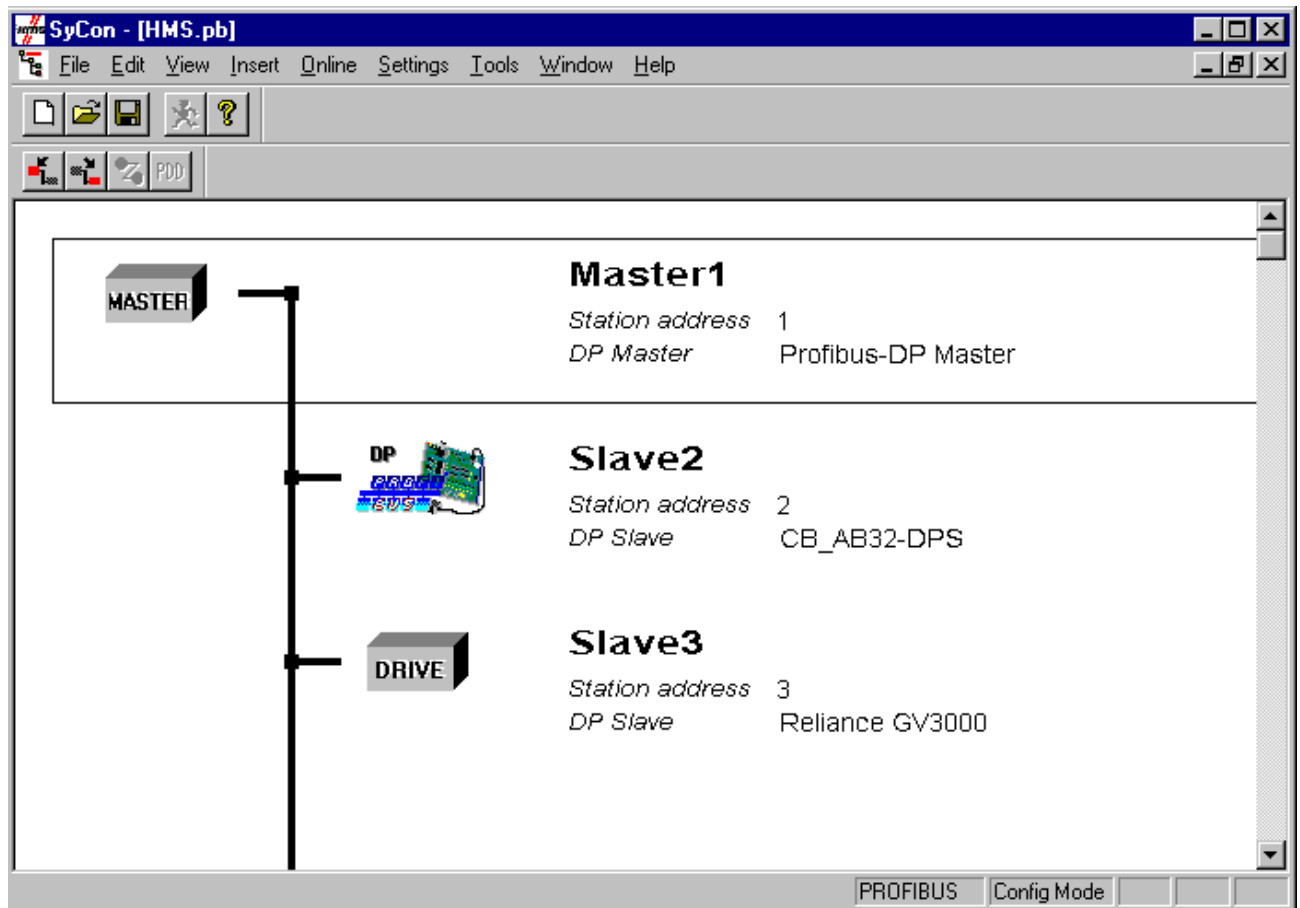 SyCon - [HMS.pb]
File Edit View Insert Online Settings Tools Window Help
PDD
MASTER
Master1
Station address 1
DP Master Profibus-DP Master
DP
PROFI
BUS
Slave2
Station address 2
DP Slave CB_AB32-DPS
DRIVE
Slave3
Station address 3
DP Slave Reliance GV3000
PROFIBUS Config Mode